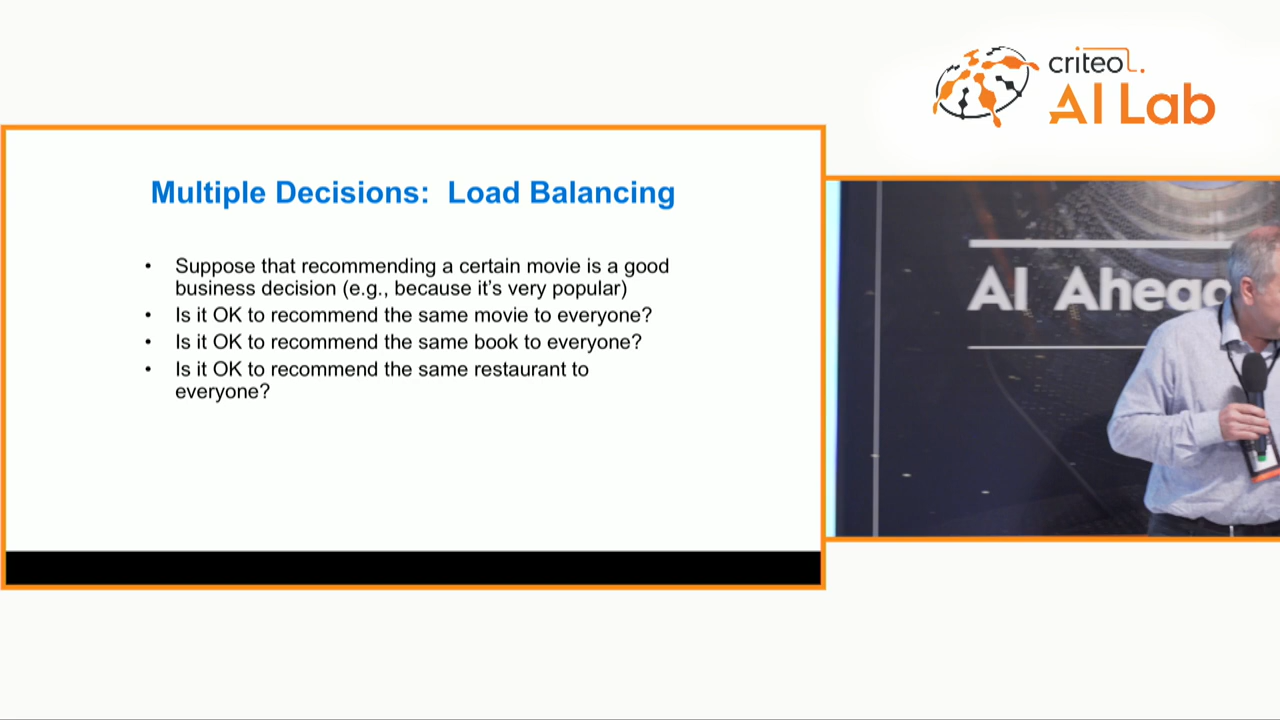 criteo
AI Lab
Multiple Decisions: Load Balancing
• Suppose that recommending a certain movie is a good
business decision (e.g., because it's very popular)
• Is it OK to recommend the same movie to everyone?
• Is it OK to recommend the same book to everyone?
• Is it OK to recommend the same restaurant to
everyone?
AI